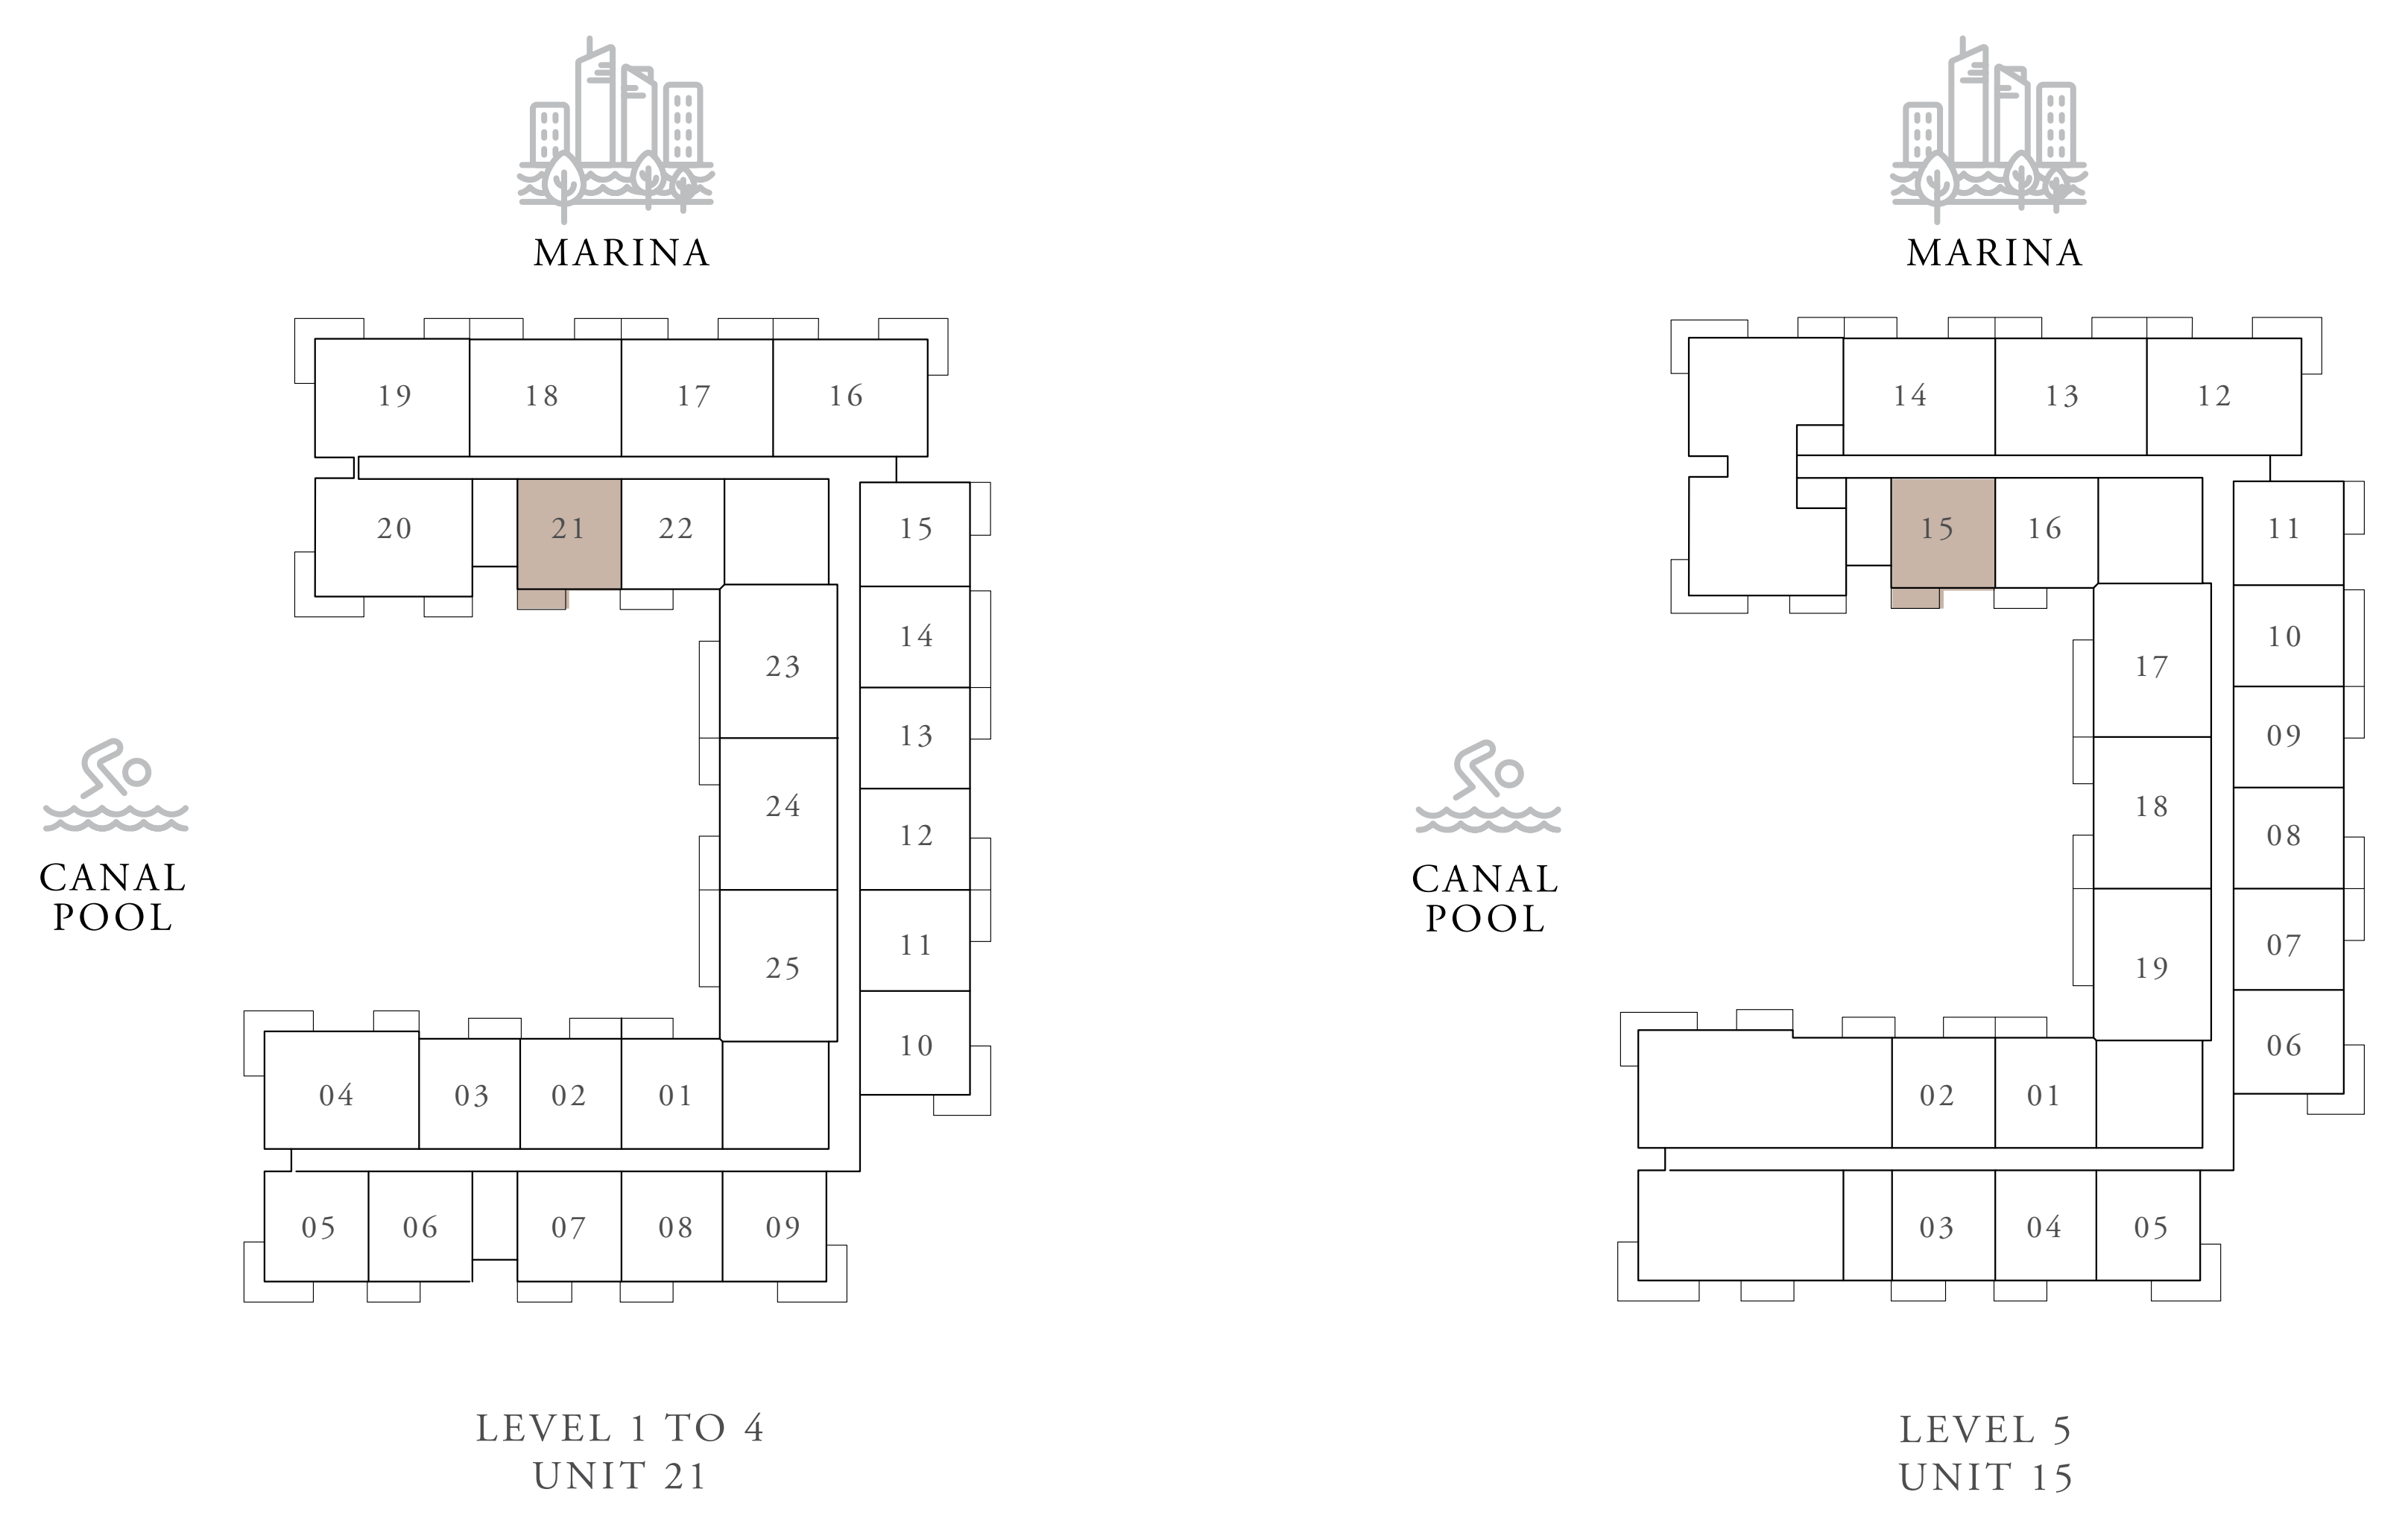 MARINA
19 18 17 16
20 21 22 15
14
23
13
24 12
11
25
10
04 03 02 01
05 06 07 08 09
CANAL
POOL
LEVEL 1 TO 4
UNIT 21
MARINA
14 13 12
15 16 11
10
17
09
18 08
07
19
06
02 01
03 04 05
CANAL
POOL
LEVEL 5
UNIT 15